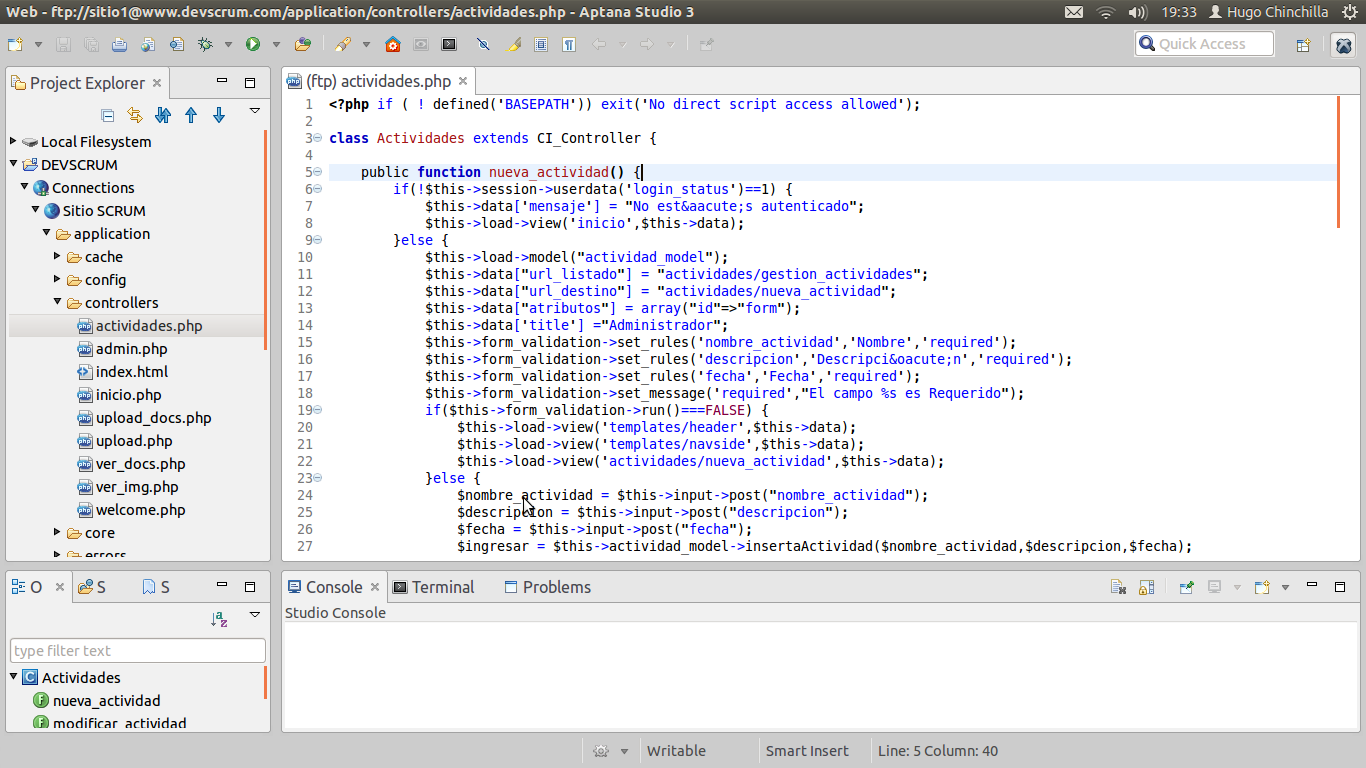 Web - ftp://sitio1@www.devscrum.com/application/controllers/actividades.php - Aptana Studio 3
19:33 Hugo Chinchilla
Quick Access
Project Explorer
Local Filesystem
DEVSCRUM
Connections
Sitio SCRUM
application
cache
config
controllers
actividades.php
admin.php
index.html
inicio.php
upload_docs.php
upload.php
ver_docs.php
ver_img.php
welcome.php
core
errors
(ftp) actividades.php
1 <?php if ( ! defined('BASEPATH')) exit('No direct script access allowed');
2
3 class Actividades extends CI_Controller {
4
5 public function nueva_actividad() {
6 if(!$this->session->userdata('login_status')==1) {
7 $this->data['mensaje'] = "No est&aacute;s autenticado";
8 $this->load->view('inicio',$this->data);
9 }else {
10 $this->load->model("actividad_model");
11 $this->data["url_listado"] = "actividades/gestion_actividades";
12 $this->data["url_destino"] = "actividades/nueva_actividad";
13 $this->data["atributos"] = array("id"=>"form");
14 $this->data['title'] ="Administrador";
15 $this->form_validation->set_rules('nombre_actividad','Nombre','required');
16 $this->form_validation->set_rules('descripcion','Descripci&oacute;n','required');
17 $this->form_validation->set_rules('fecha','Fecha','required');
18 $this->form_validation->set_message('required',"El campo %s es Requerido");
19 if($this->form_validation->run()===FALSE) {
20 $this->load->view('templates/header',$this->data);
21 $this->load->view('templates/navside',$this->data);
22 $this->load->view('actividades/nueva_actividad',$this->data);
23 }else {
24 $nombre_actividad = $this->input->post("nombre_actividad");
25 $descripcion = $this->input->post("descripcion");
26 $fecha = $this->input->post("fecha");
27 $ingresar = $this->actividad_model->insertaActividad($nombre_actividad,$descripcion,$fecha);
O S S
type filter text
Actividades
nueva_actividad
modificar_actividad
Console Terminal Problems
Studio Console
Writable Smart Insert Line: 5 Column: 40